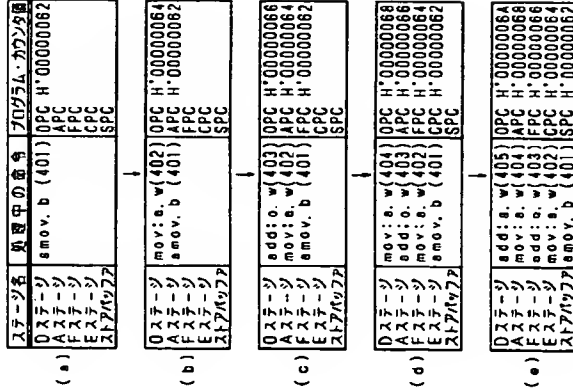 ステージ名 処理中の命令 プログラム・カウンタ値
(a)
Dステージ amov. b (401) DPC H'00000062
Aステージ APC
Fステージ FPC
Eステージ CPC
ストアバッファ SPC
(b)
Dステージ mov:a. w(402) DPC H'00000064
Aステージ amov. b (401) APC H'00000062
Fステージ FPC
Eステージ CPC
ストアバッファ SPC
(c)
Dステージ add:o. w(403) DPC H'00000066
Aステージ mov:a. w(402) APC H'00000064
Fステージ amov. b (401) FPC H'00000062
Eステージ CPC
ストアバッファ SPC
(d)
Dステージ mov:a. w(404) DPC H'00000068
Aステージ add:o. w(403) APC H'00000066
Fステージ mov:a. w(402) FPC H'00000064
Eステージ amov. b (401) CPC H'00000062
ストアバッファ SPC
(e)
Dステージ add:o. w(405) DPC H'0000006A
Aステージ mov:a. w(404) APC H'00000068
Fステージ add:o. w(403) FPC H'00000066
Eステージ mov:a. w(402) CPC H'00000064
ストアバッファ amov. b (401) SPC H'00000062